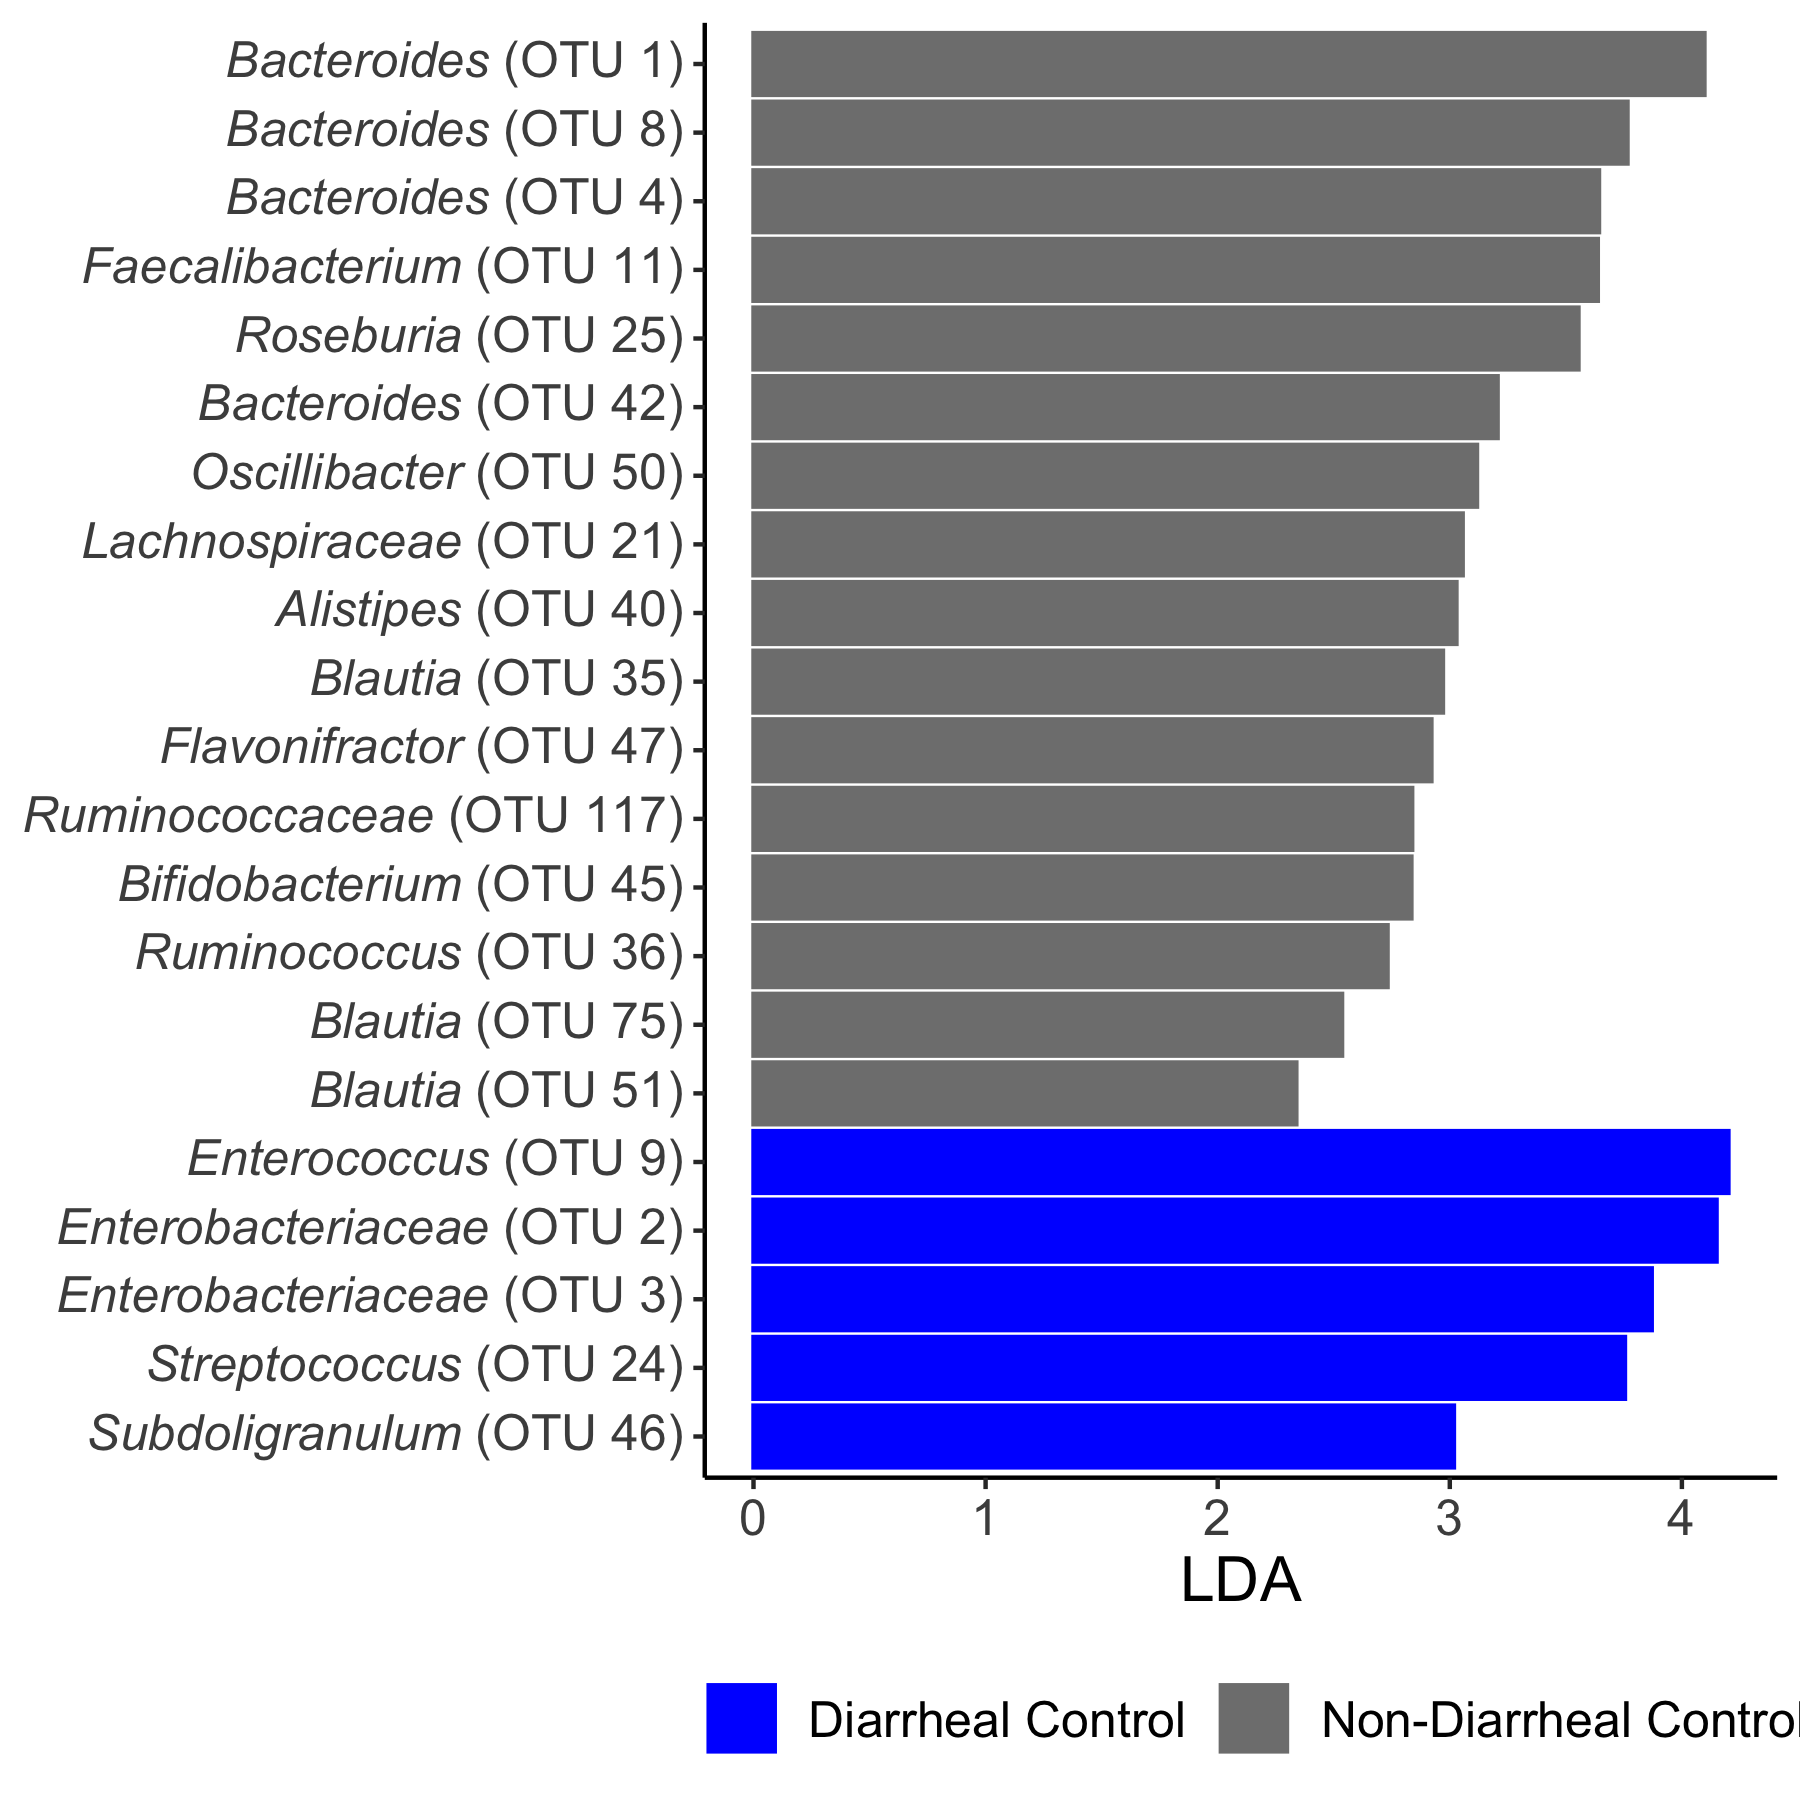 Bacteroides (OTU 1)
Bacteroides (OTU 8)
Bacteroides (OTU 4)
Faecalibacterium (OTU 11)
Roseburia (OTU 25)
Bacteroides (OTU 42)
Oscillibacter (OTU 50)
Lachnospiraceae (OTU 21)
Alistipes (OTU 40)
Blautia (OTU 35)
Flavonifractor (OTU 47)
Ruminococcaceae (OTU 117)
Bifidobacterium (OTU 45)
Ruminococcus (OTU 36)
Blautia (OTU 75)
Blautia (OTU 51)
Enterococcus (OTU 9)
Enterobacteriaceae (OTU 2)
Enterobacteriaceae (OTU 3)
Streptococcus (OTU 24)
Subdoligranulum (OTU 46)
0 1 2 3 4
LDA
Diarrheal Control Non-Diarrheal Control